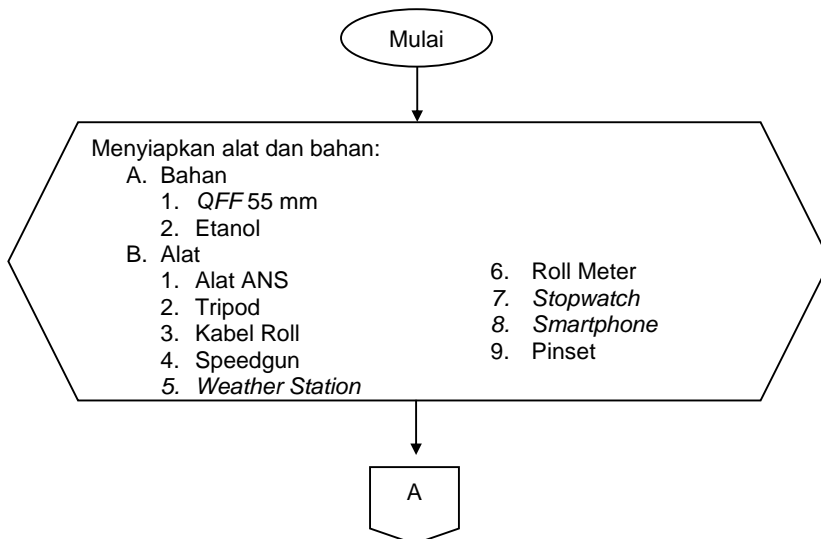 Mulai
Menyiapkan alat dan bahan:
A. Bahan
1. QFF 55 mm
2. Etanol
B. Alat
1. Alat ANS
2. Tripod
3. Kabel Roll
4. Speedgun
5. Weather Station
6. Roll Meter
7. Stopwatch
8. Smartphone
9. Pinset
A